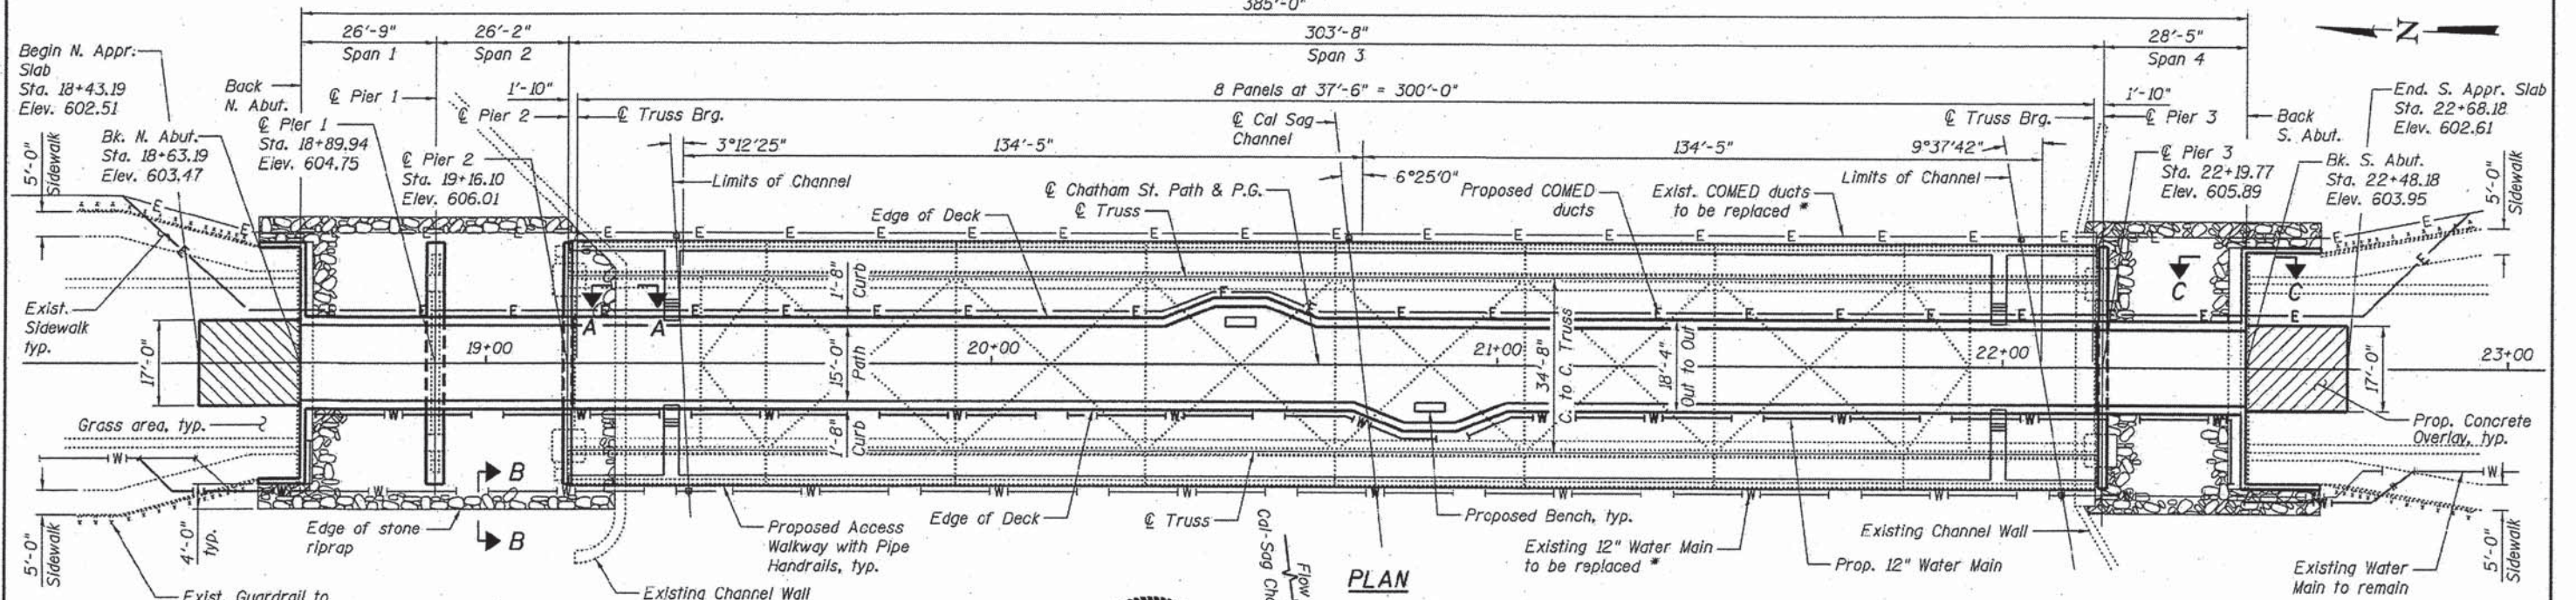 385'-0"
26'-9"
Span 1
26'-2"
Span 2
303'-8"
Span 3
28'-5"
Span 4
N
Begin N. Appr.
Slab
Sta. 18+43.19
Elev. 602.51
Back
N. Abut.
℄ Pier 1
1'-10"
℄ Pier 2
℄ Truss Brg.
8 Panels at 37'-6" = 300'-0"
℄ Cal Sag
Channel
℄ Truss Brg.
1'-10"
℄ Pier 3
Back
S. Abut.
End. S. Appr. Slab
Sta. 22+68.18
Elev. 602.61
5'-0"
Sidewalk
Bk. N. Abut.
Sta. 18+63.19
Elev. 603.47
℄ Pier 1
Sta. 18+89.94
Elev. 604.75
℄ Pier 2
Sta. 19+16.10
Elev. 606.01
3°12'25"
134'-5"
134'-5"
9°37'42"
6°25'0"
Limits of Channel
Limits of Channel
℄ Pier 3
Sta. 22+19.77
Elev. 605.89
Bk. S. Abut.
Sta. 22+48.18
Elev. 603.95
5'-0"
Sidewalk
Edge of Deck
℄ Chatham St. Path & P.G.
℄ Truss
Proposed COMED
ducts
Exist. COMED ducts
to be replaced *
E E E E E E E E E E E E E E E E
Exist.
Sidewalk
typ.
1'-8"
Curb
A A
C C
17'-0"
19+00
20+00
21+00
22+00
23+00
15'-0"
Path
34'-8"
C. to C. Truss
18'-4"
Out to Out
17'-0"
1'-8"
Curb
Grass area, typ.
W W W W W W W W W
Prop. Concrete
Overlay, typ.
B
B
5'-0"
Sidewalk
4'-0"
typ.
Edge of stone
riprap
Proposed Access
Walkway with Pipe
Handrails, typ.
Edge of Deck
℄ Truss
Proposed Bench, typ.
Existing 12" Water Main
to be replaced *
Existing Channel Wall
Prop. 12" Water Main
Existing Water
Main to remain
5'-0"
Sidewalk
Exist. Guardrail to
Existing Channel Wall
Flow
PLAN